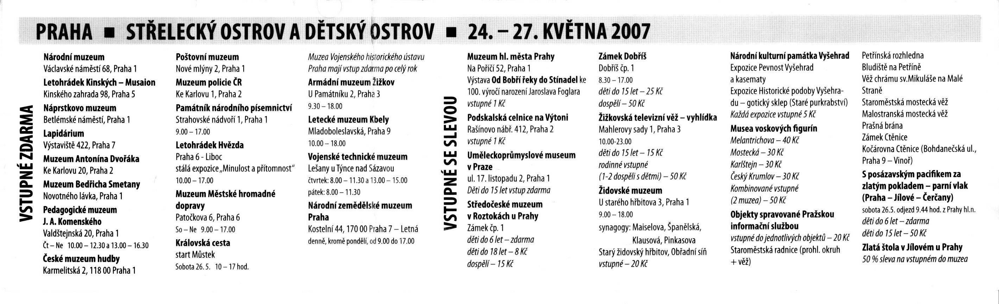 PRAHA ■ STŘELECKÝ OSTROV A DĚTSKÝ OSTROV ■ 24. – 27. KVĚTNA 2007
VSTUPNÉ ZDARMA
Národní muzeum
Václavské náměstí 68, Praha 1
Letohrádek Kinských – Musaion
Kinského zahrada 98, Praha 5
Náprstkovo muzeum
Betlémské náměstí, Praha 1
Lapidárium
Výstaviště 422, Praha 7
Muzeum Antonína Dvořáka
Ke Karlovu 20, Praha 2
Muzeum Bedřicha Smetany
Novotného lávka, Praha 1
Pedagogické muzeum
J. A. Komenského
Valdštejnská 20, Praha 1
Čt – Ne 10.00 – 12.30 a 13.00 – 16.30
České muzeum hudby
Karmelitská 2, 118 00 Praha 1
Poštovní muzeum
Nové mlýny 2, Praha 1
Muzeum policie ČR
Ke Karlovu 1, Praha 2
Památník národního písemnictví
Strahovské nádvoří 1, Praha 1
9.00 – 17.00
Letohrádek Hvězda
Praha 6 - Liboc
stálá expozice „Minulost a přítomnost“
10.00 – 17.00
Muzeum Městské hromadné
dopravy
Patočkova 6, Praha 6
So – Ne 9.00 – 17.00
Královská cesta
start Můstek
Sobota 26. 5. 10 – 17 hod.
Muzea Vojenského historického ústavu
Praha mají vstup zdarma po celý rok
Armádní muzeum Žižkov
U Památníku 2, Praha 3
9.30 – 18.00
Letecké muzeum Kbely
Mladoboleslavská, Praha 9
10.00 – 18.00
Vojenské technické muzeum
Lešany u Týnce nad Sázavou
čtvrtek: 8.00 – 11.30 a 13.00 – 15.00
pátek: 8.00 – 11.30
Národní zemědělské muzeum
Praha
Kostelní 44, 170 00 Praha 7 – Letná
denně, kromě pondělí, od 9.00 do 17.00
VSTUPNÉ SE SLEVOU
Muzeum hl. města Prahy
Na Poříčí 52, Praha 1
Výstava Od Bobří řeky do Stínadel ke
100. výročí narození Jaroslava Foglara
vstupné 1 Kč
Podskalská celnice na Výtoni
Rašínovo nábř. 412, Praha 2
vstupné 1 Kč
Uměleckoprůmyslové museum
v Praze
ul. 17. listopadu 2, Praha 1
Děti do 15 let vstup zdarma
Středočeské muzeum
v Roztokách u Prahy
Zámek čp. 1
děti do 6 let – zdarma
děti do 18 let – 8 Kč
dospělí – 15 Kč
Zámek Dobříš
Dobříš čp. 1
8.30 – 17.00
děti do 15 let – 25 Kč
dospělí – 50 Kč
Žižkovská televizní věž – vyhlídka
Mahlerovy sady 1, Praha 3
10.00-23.00
děti do 15 let – 15 Kč
rodinné vstupné
(1-2 dospěli s dětmi) – 50 Kč
Židovské muzeum
U starého hřbitova 3, Praha 1
9.00 – 18.00
synagogy: Maiselova, Španělská,
Klausová, Pinkasova
Starý židovský hřbitov, Obřadní síň
vstupné – 20 Kč
Národní kulturní památka Vyšehrad
Expozice Pevnost Vyšehrad
a kasematy
Expozice Historické podoby Vyšehra-
du – gotický sklep (Staré purkrabství)
Každá expozice vstupné 5 Kč
Musea voskových figurín
Melantrichova – 40 Kč
Mostecká – 30 Kč
Karlštejn – 30 Kč
Český Krumlov – 30 Kč
Kombinované vstupné
(2 muzea) – 50 Kč
Objekty spravované Pražskou
informační službou
vstupné do jednotlivých objektů – 20 Kč
Staroměstská radnice (prohl. okruh
+ věž)
Petřínská rozhledna
Bludiště na Petříně
Věž chrámu sv.Mikuláše na Malé
Straně
Staroměstská mostecká věž
Malostranská mostecká věž
Prašná brána
Zámek Ctěnice
Kočárovna Ctěnice (Bohdanečská ul.,
Praha 9 – Vinoř)
S posázavským pacifikem za
zlatým pokladem – parní vlak
(Praha – Jílové – Čerčany)
sobota 26.5. odjezd 9.44 hod. z Prahy hl.n.
děti do 6 let – zdarma
děti do 15 let – 50 Kč
Zlatá štola v Jílovém u Prahy
50 % sleva na vstupném do muzea